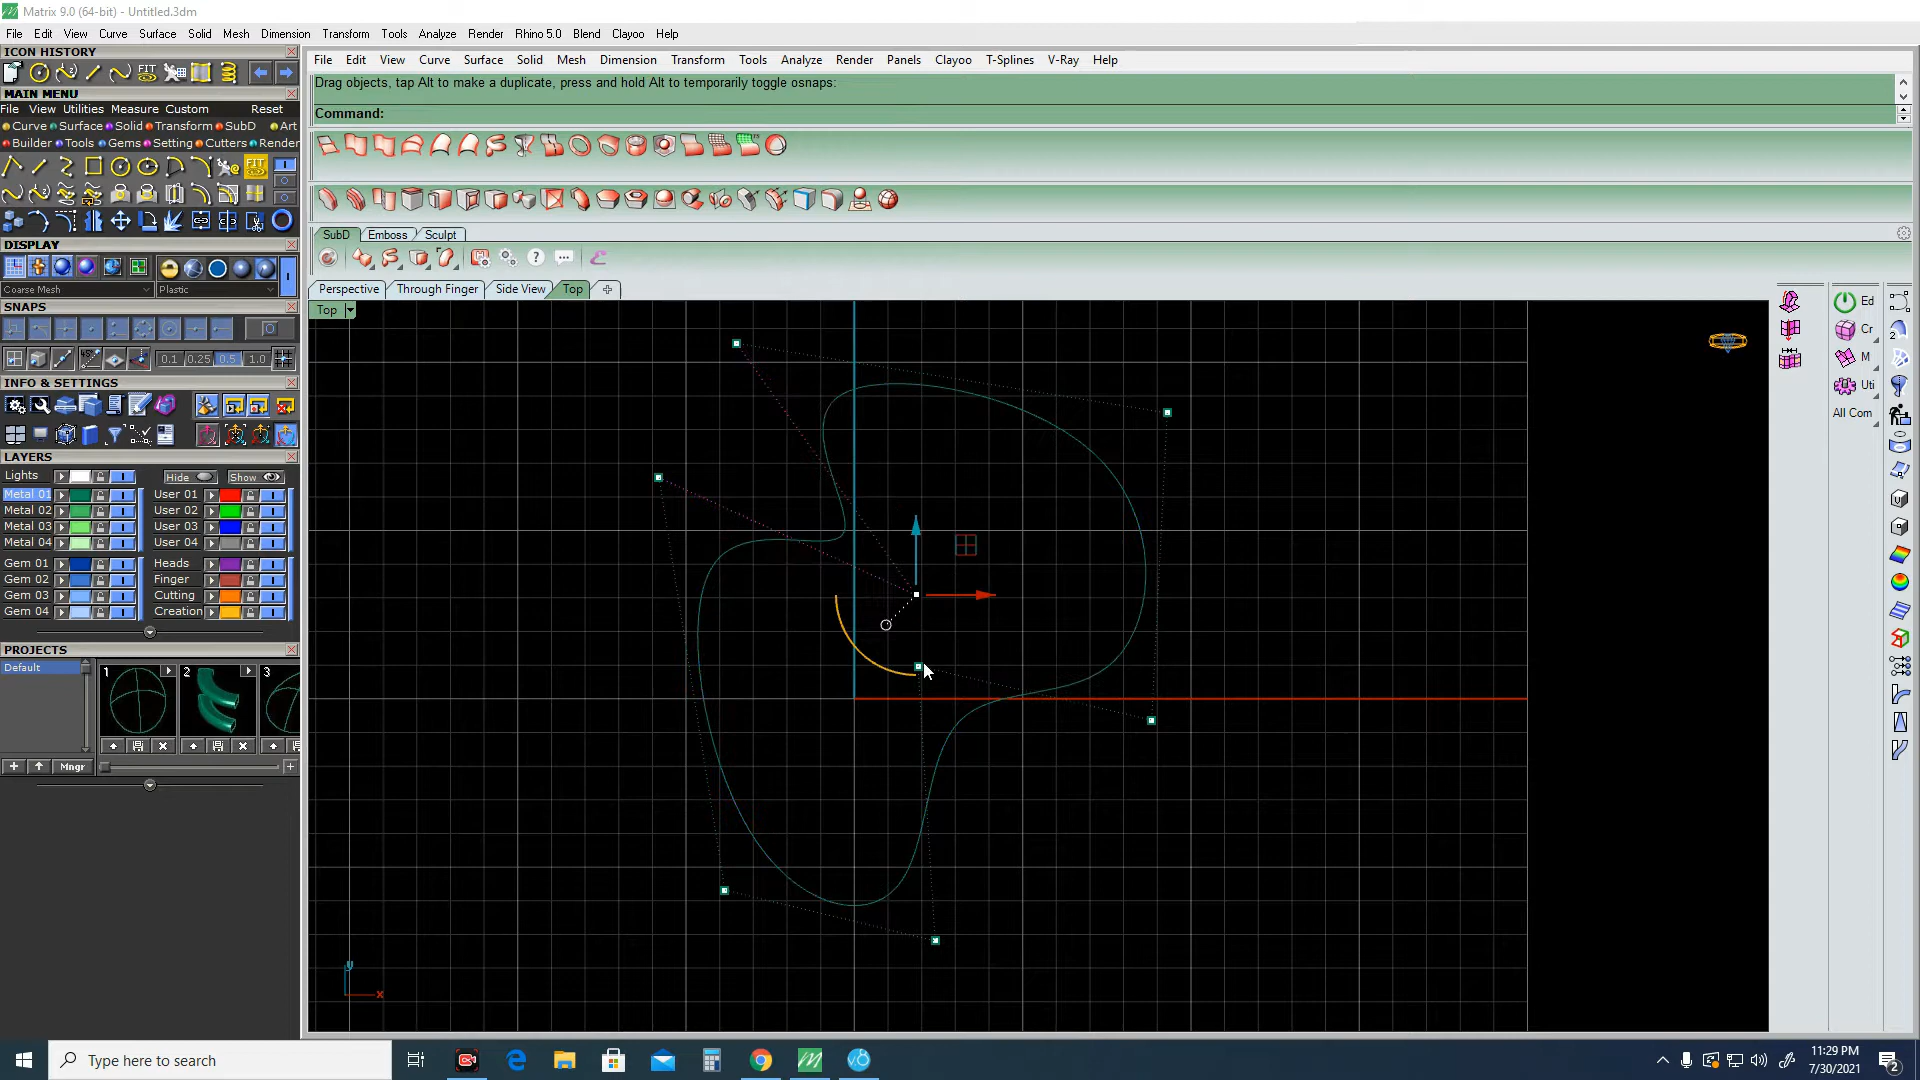 Matrix 9.0 (64-bit) - Untitled.3dm
File Edit View Curve Surface Solid Mesh Dimension Transform Tools Analyze Render Rhino 5.0 Blend Clayoo Help
ICON HISTORY
FIT
MAIN MENU
File View Utilities Measure Custom Reset
Curve Surface Solid Transform SubD Art
Builder Tools Gems Setting Cutters Render
FIT
DISPLAY
Coarse Mesh Plastic
SNAPS
0.1 0.25 0.5 1.0
INFO & SETTINGS
LAYERS
Lights Hide Show
Metal 01 User 01
Metal 02 User 02
Metal 03 User 03
Metal 04 User 04
Gem 01 Heads
Gem 02 Finger
Gem 03 Cutting
Gem 04 Creation
PROJECTS
Default
1 2 3
Mngr
File Edit View Curve Surface Solid Mesh Dimension Transform Tools Analyze Render Panels Clayoo T-Splines V-Ray Help
Drag objects, tap Alt to make a duplicate, press and hold Alt to temporarily toggle osnaps:
Command:
SubD Emboss Sculpt
Perspective Through Finger Side View Top
Top
y
x
Ed
Cr
M
Uti
All Com
Type here to search
11:29 PM
7/30/2021
2